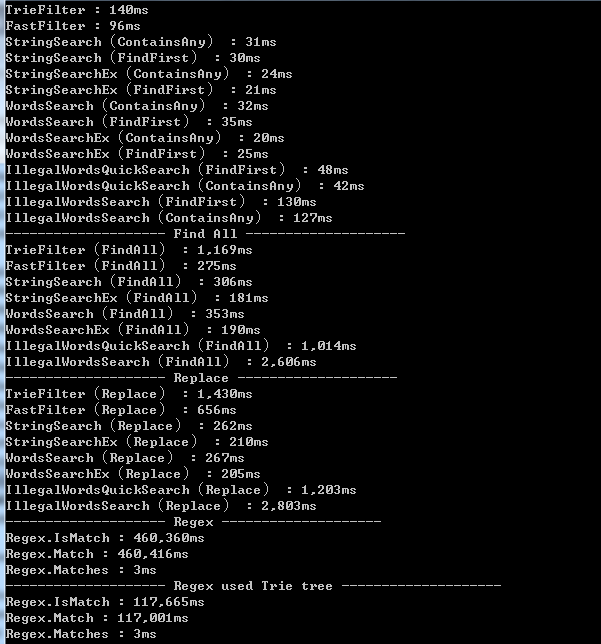 TrieFilter : 140ms
FastFilter : 96ms
StringSearch (ContainsAny)  : 31ms
StringSearch (FindFirst)  : 30ms
StringSearchEx (ContainsAny)  : 24ms
StringSearchEx (FindFirst)  : 21ms
WordsSearch (ContainsAny)  : 32ms
WordsSearch (FindFirst)  : 35ms
WordsSearchEx (ContainsAny)  : 20ms
WordsSearchEx (FindFirst)  : 25ms
IllegalWordsQuickSearch (FindFirst)  : 48ms
IllegalWordsQuickSearch (ContainsAny)  : 42ms
IllegalWordsSearch (FindFirst)  : 130ms
IllegalWordsSearch (ContainsAny)  : 127ms
-------------------- Find All --------------------
TrieFilter (FindAll)  : 1,169ms
FastFilter (FindAll)  : 275ms
StringSearch (FindAll)  : 306ms
StringSearchEx (FindAll)  : 181ms
WordsSearch (FindAll)  : 353ms
WordsSearchEx (FindAll)  : 190ms
IllegalWordsQuickSearch (FindAll)  : 1,014ms
IllegalWordsSearch (FindAll)  : 2,606ms
-------------------- Replace --------------------
TrieFilter (Replace)  : 1,430ms
FastFilter (Replace)  : 656ms
StringSearch (Replace)  : 262ms
StringSearchEx (Replace)  : 210ms
WordsSearch (Replace)  : 267ms
WordsSearchEx (Replace)  : 205ms
IllegalWordsQuickSearch (Replace)  : 1,203ms
IllegalWordsSearch (Replace)  : 2,803ms
-------------------- Regex --------------------
Regex.IsMatch : 460,360ms
Regex.Match : 460,416ms
Regex.Matches : 3ms
-------------------- Regex used Trie tree --------------------
Regex.IsMatch : 117,665ms
Regex.Match : 117,001ms
Regex.Matches : 3ms